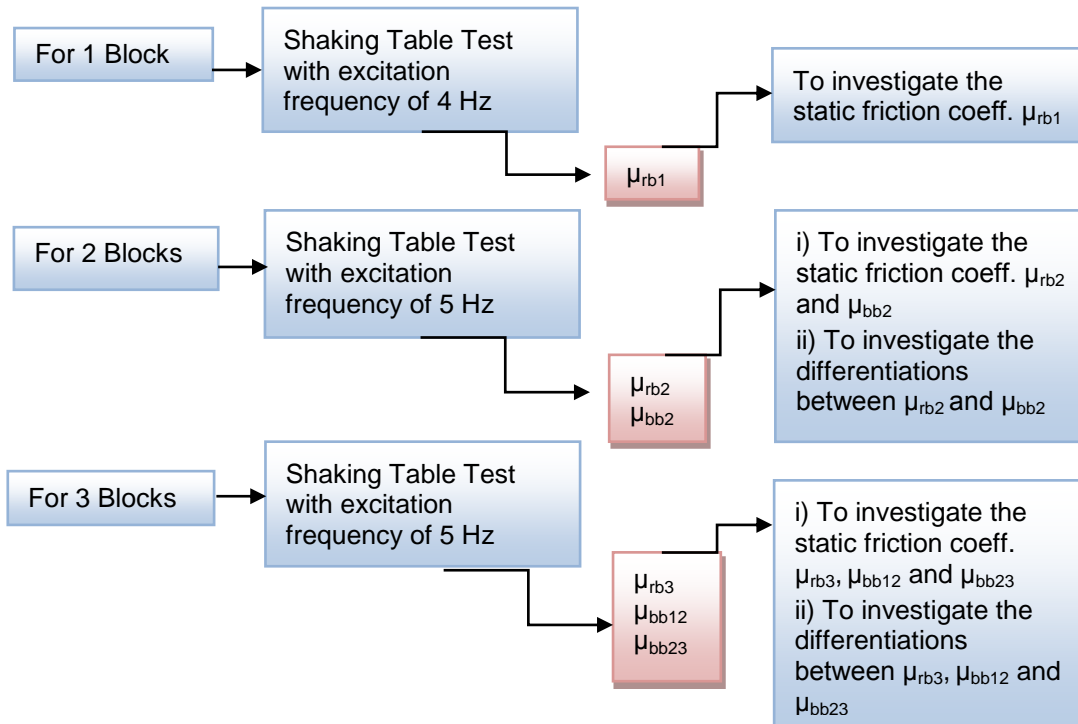 For 1 Block
Shaking Table Test
with excitation
frequency of 4 Hz
μrb1
To investigate the
static friction coeff. μrb1
For 2 Blocks
Shaking Table Test
with excitation
frequency of 5 Hz
μrb2
μbb2
i) To investigate the
static friction coeff. μrb2
and μbb2
ii) To investigate the
differentiations
between μrb2 and μbb2
For 3 Blocks
Shaking Table Test
with excitation
frequency of 5 Hz
μrb3
μbb12
μbb23
i) To investigate the
static friction coeff.
μrb3, μbb12 and μbb23
ii) To investigate the
differentiations
between μrb3, μbb12 and
μbb23